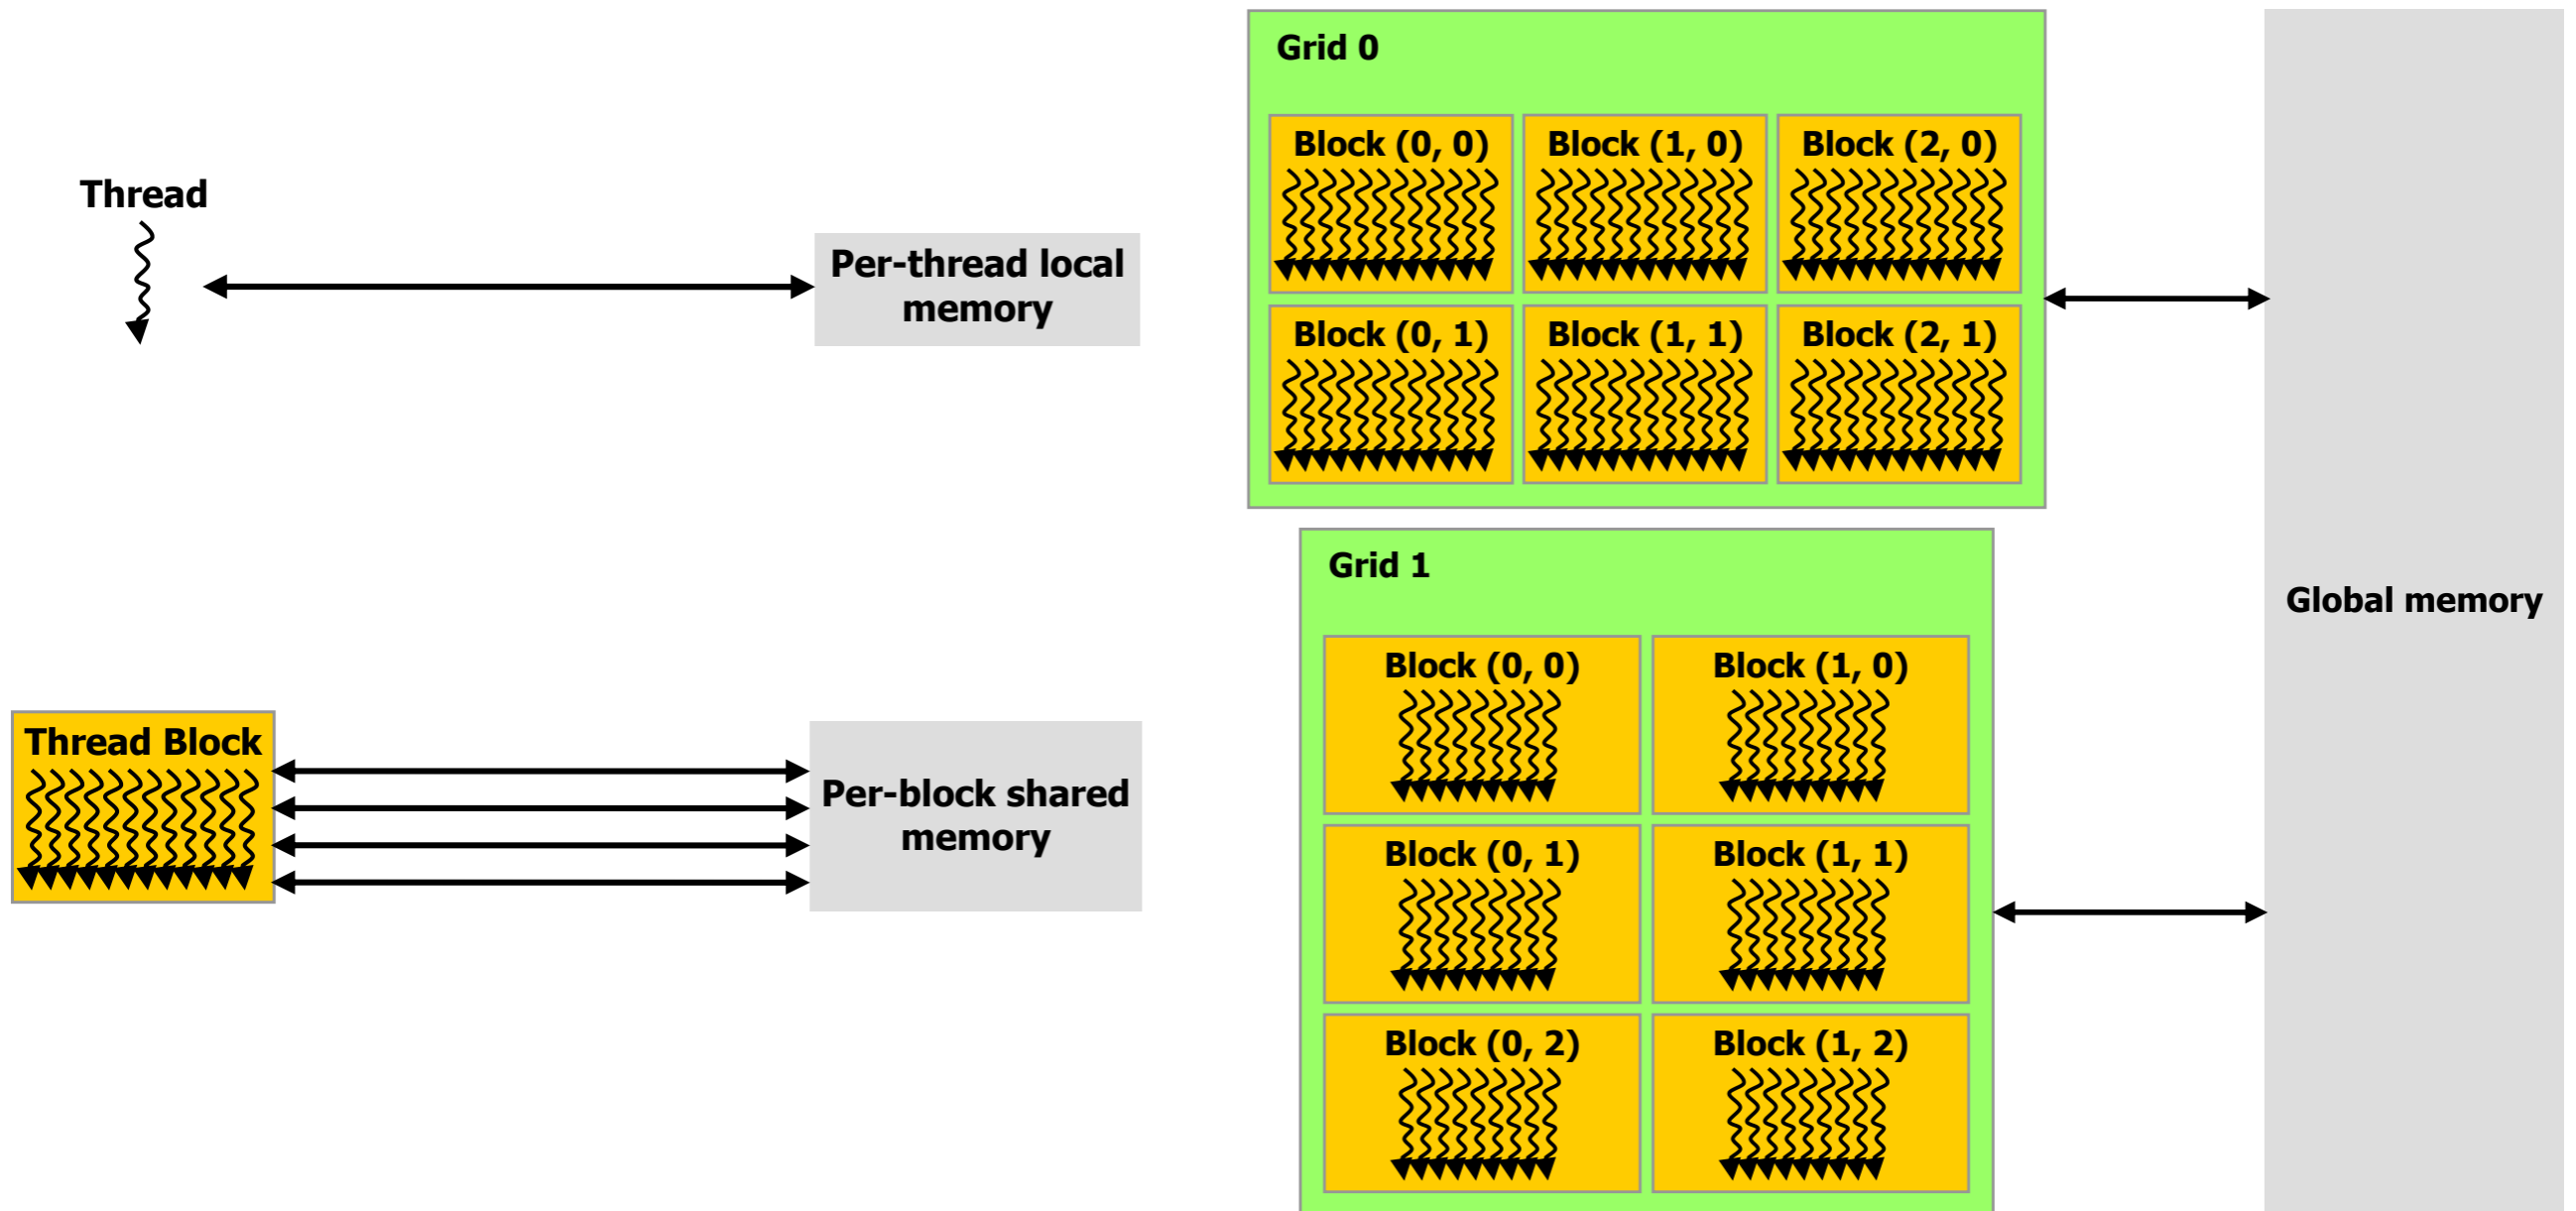 Thread
Per-thread local
memory
Thread Block
Per-block shared
memory
Grid 0
Block (0, 0) Block (1, 0) Block (2, 0)
Block (0, 1) Block (1, 1) Block (2, 1)
Grid 1
Block (0, 0) Block (1, 0)
Block (0, 1) Block (1, 1)
Block (0, 2) Block (1, 2)
Global memory